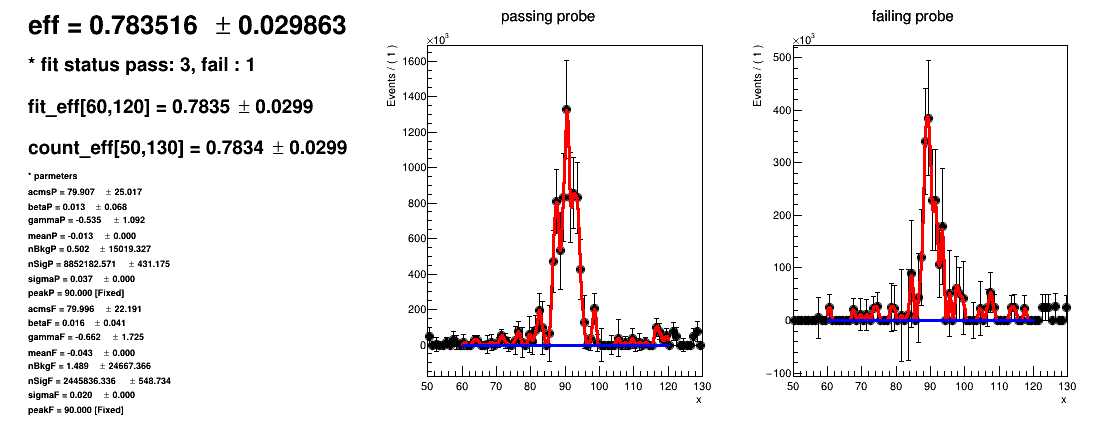 eff = 0.783516 ± 0.029863
* fit status pass: 3, fail : 1
fit_eff[60,120] = 0.7835 ± 0.0299
count_eff[50,130] = 0.7834 ± 0.0299
* parmeters
acmsP = 79.907 ± 25.017
betaP = 0.013 ± 0.068
gammaP = -0.535 ± 1.092
meanP = -0.013 ± 0.000
nBkgP = 0.502 ± 15019.327
nSigP = 8852182.571 ± 431.175
sigmaP = 0.037 ± 0.000
peakP = 90.000 [Fixed]
acmsF = 79.996 ± 22.191
betaF = 0.016 ± 0.041
gammaF = -0.662 ± 1.725
meanF = -0.043 ± 0.000
nBkgF = 1.489 ± 24667.366
nSigF = 2445836.336 ± 548.734
sigmaF = 0.020 ± 0.000
peakF = 90.000 [Fixed]
passing probe
×10³
Events / ( 1 )
1600
1400
1200
1000
800
600
400
200
0
50 60 70 80 90 100 110 120 130
x
failing probe
×10³
Events / ( 1 )
500
400
300
200
100
0
−100
50 60 70 80 90 100 110 120 130
x